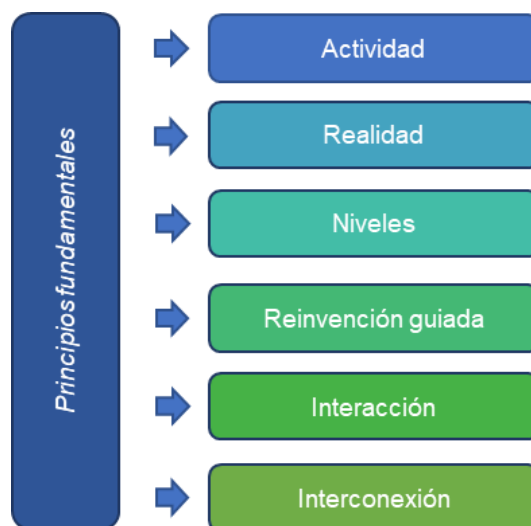 Principios fundamentales
Actividad
Realidad
Niveles
Reinvención guiada
Interacción
Interconexión